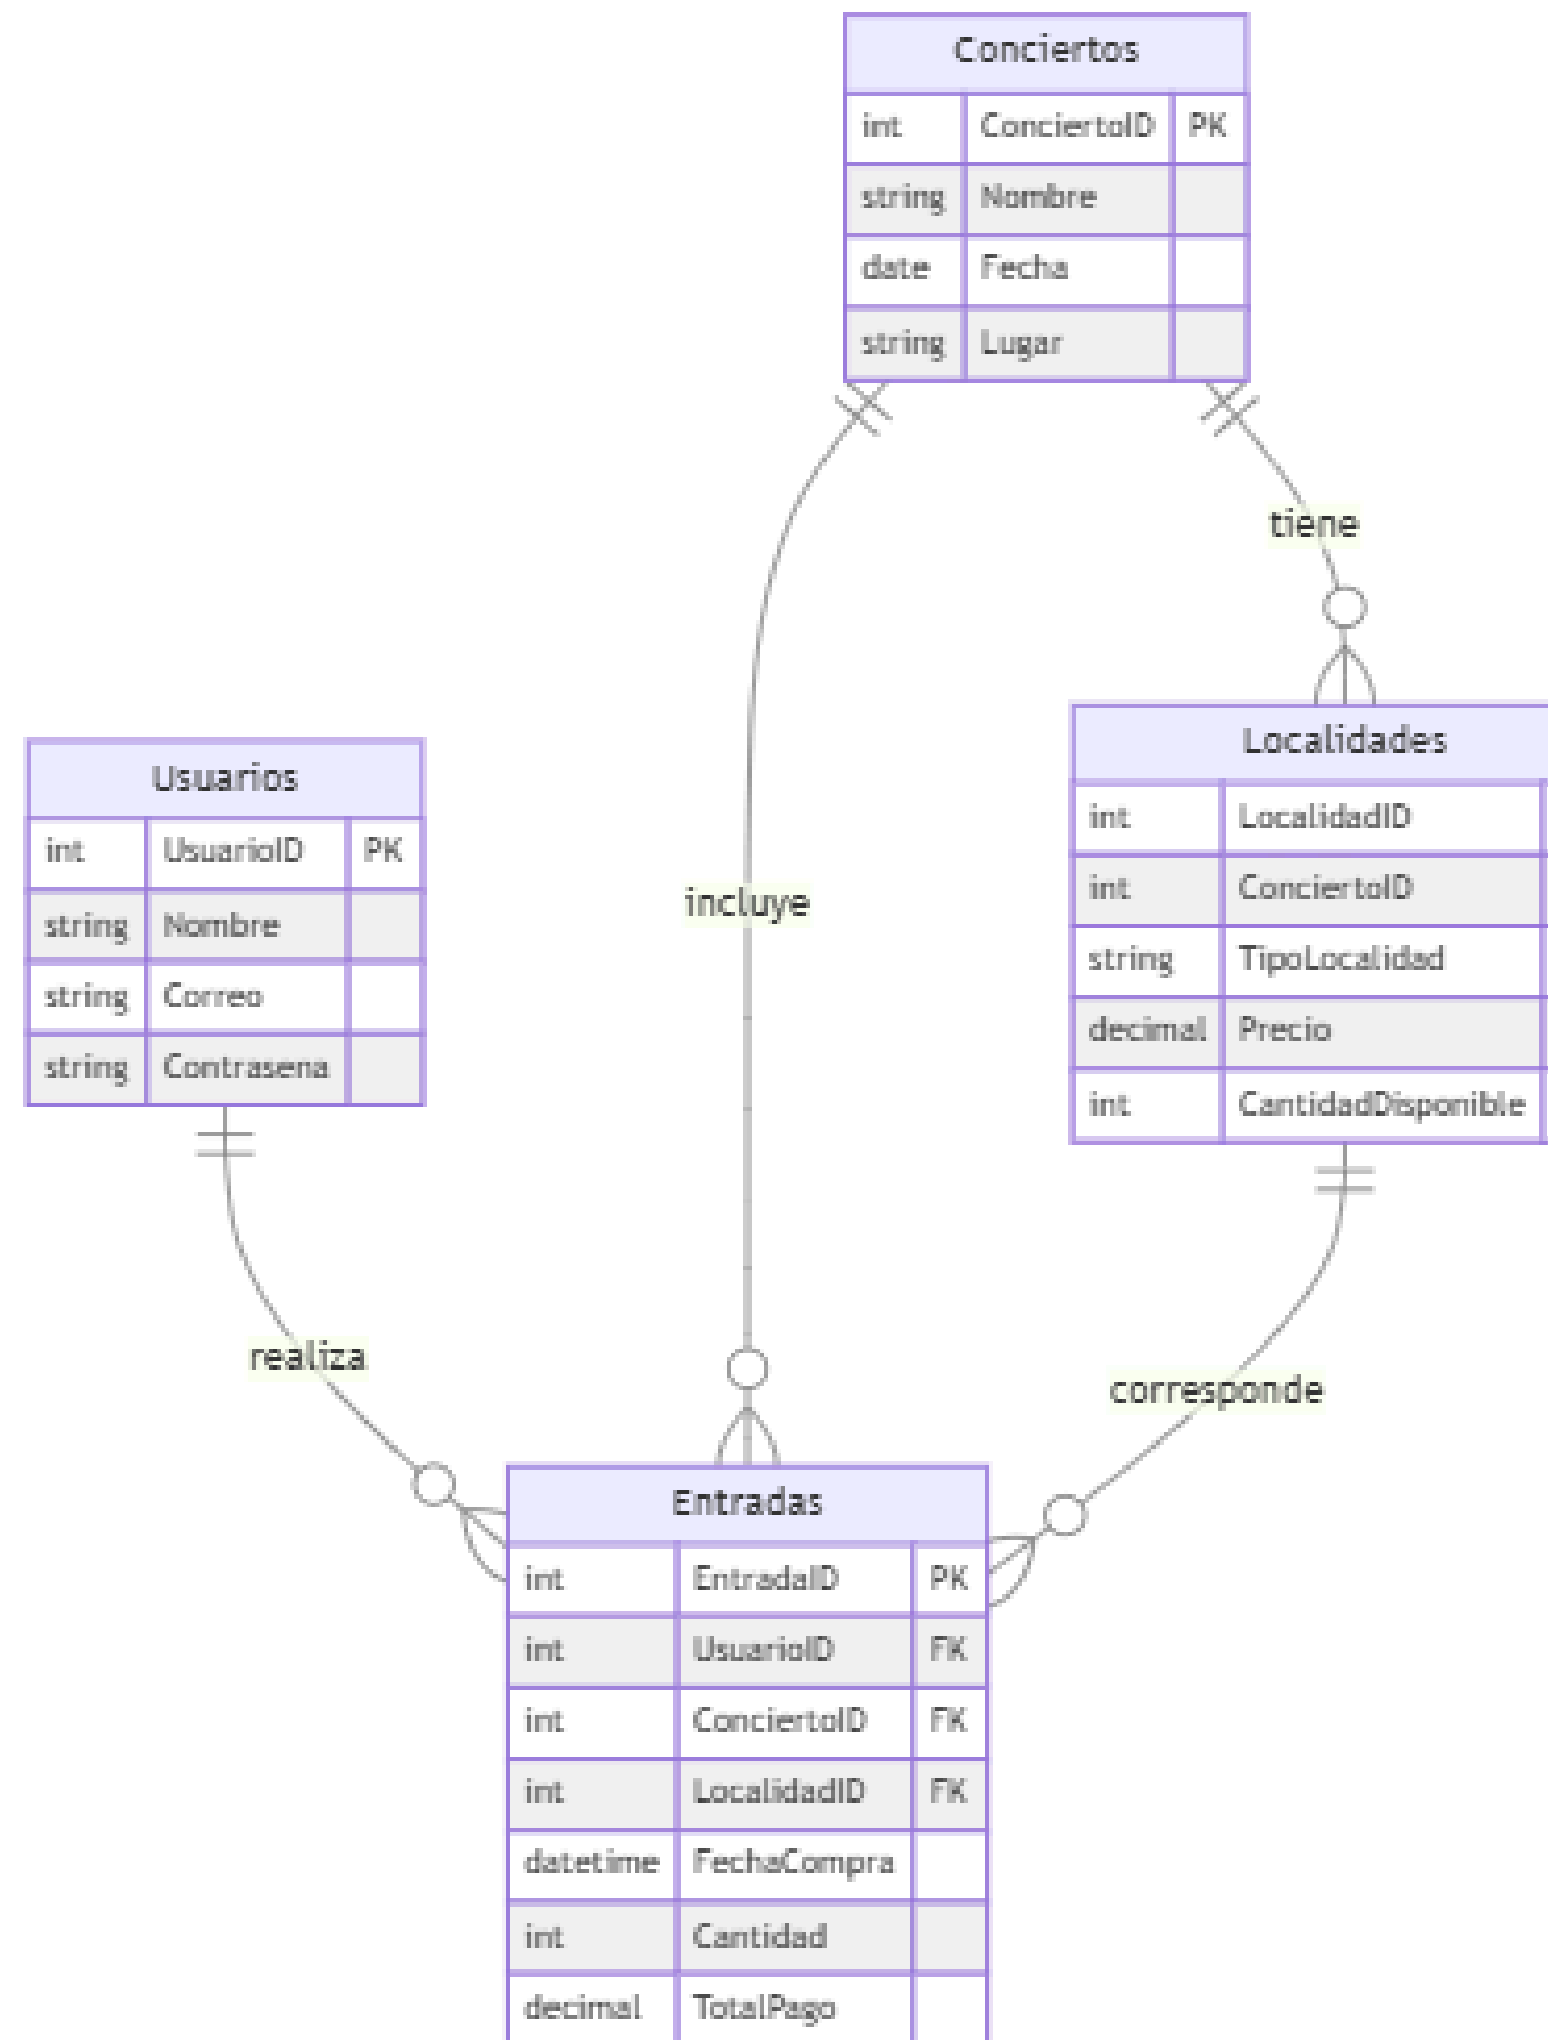 Conciertos
int ConciertoID PK
string Nombre
date Fecha
string Lugar
tiene
Localidades
int LocalidadID
int ConciertoID
string TipoLocalidad
decimal Precio
int CantidadDisponible
Usuarios
int UsuarioID PK
string Nombre
string Correo
string Contrasena
incluye
realiza
corresponde
Entradas
int EntradaID PK
int UsuarioID FK
int ConciertoID FK
int LocalidadID FK
datetime FechaCompra
int Cantidad
decimal TotalPago